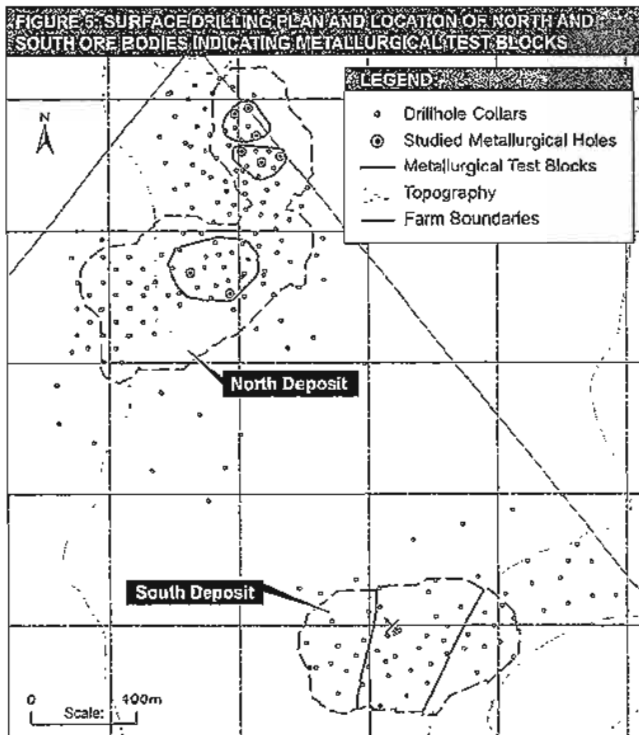 FIGURE 5: SURFACE DRILLING PLAN AND LOCATION OF NORTH AND
SOUTH ORE BODIES INDICATING METALLURGICAL TEST BLOCKS
LEGEND
Drillhole Collars
Studied Metallurgical Holes
Metallurgical Test Blocks
Topography
Farm Boundaries
N
North Deposit
South Deposit
0 400m
Scale: